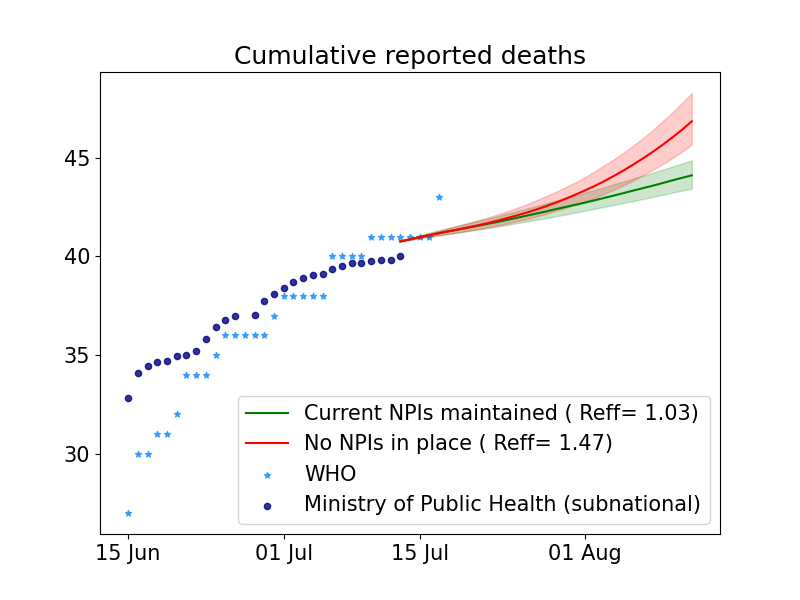 Cumulative reported deaths
45
40
35
30
Current NPIs maintained ( Reff= 1.03)
No NPIs in place ( Reff= 1.47)
WHO
Ministry of Public Health (subnational)
15 Jun
01 Jul
15 Jul
01 Aug